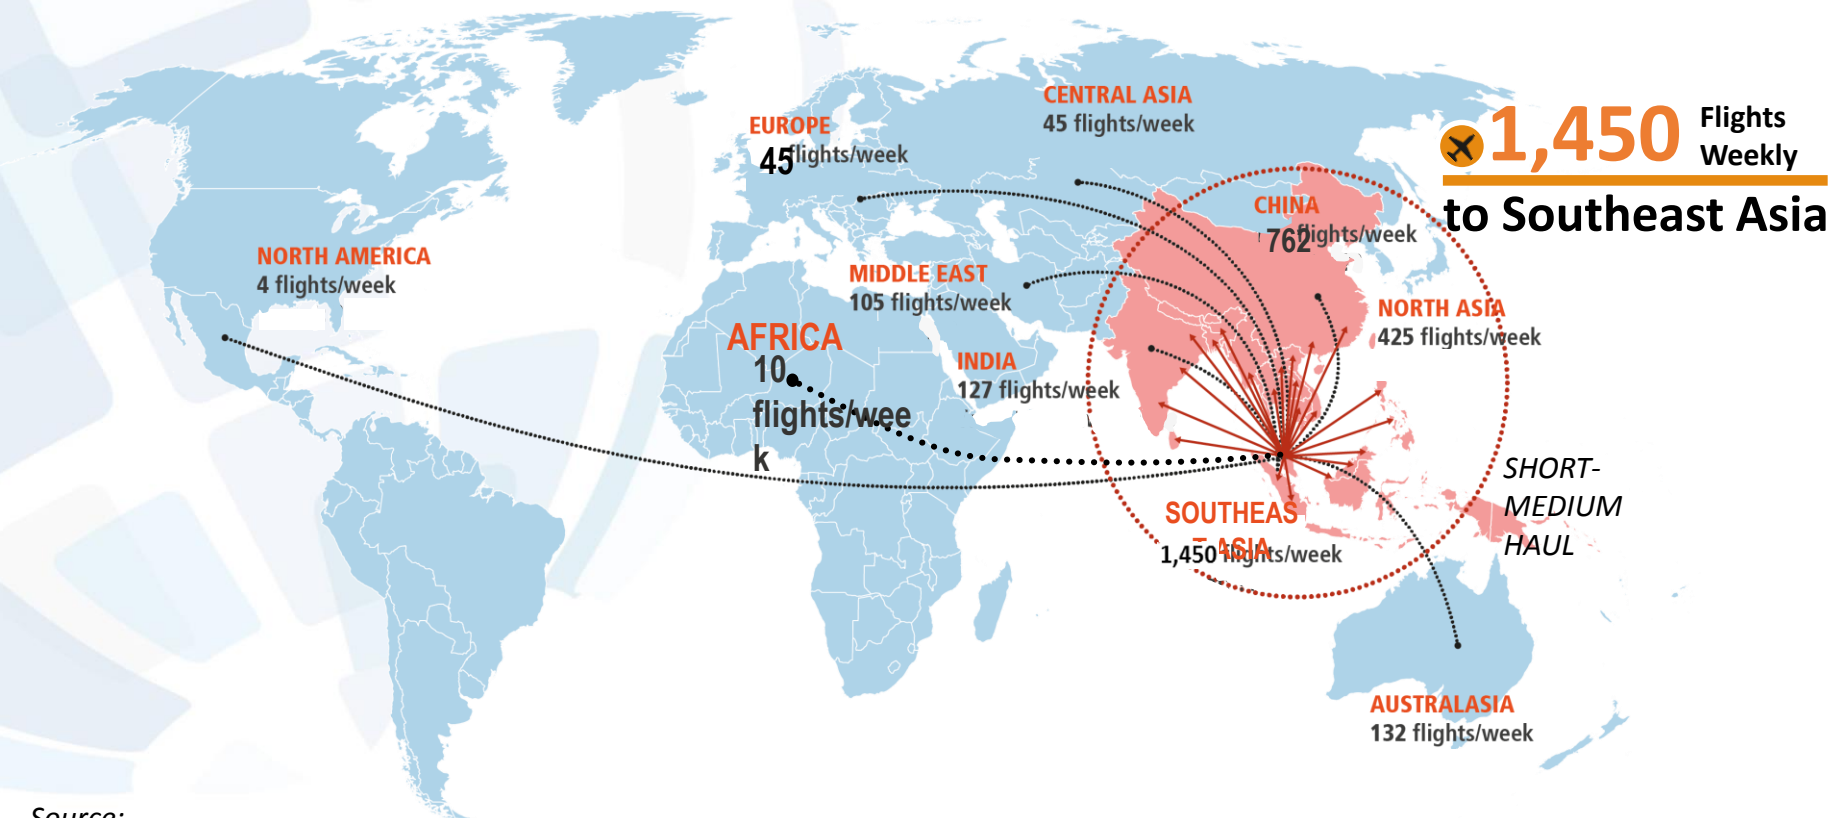 CENTRAL ASIA
45 flights/week
EUROPE
45 flights/week
1,450 Flights
Weekly
to Southeast Asia
CHINA
762 flights/week
NORTH AMERICA
4 flights/week
MIDDLE EAST
105 flights/week
NORTH ASIA
425 flights/week
AFRICA
10
flights/wee
k
INDIA
127 flights/week
SHORT-
MEDIUM
HAUL
SOUTHEAS
T ASIA
1,450 flights/week
AUSTRALASIA
132 flights/week
Source: